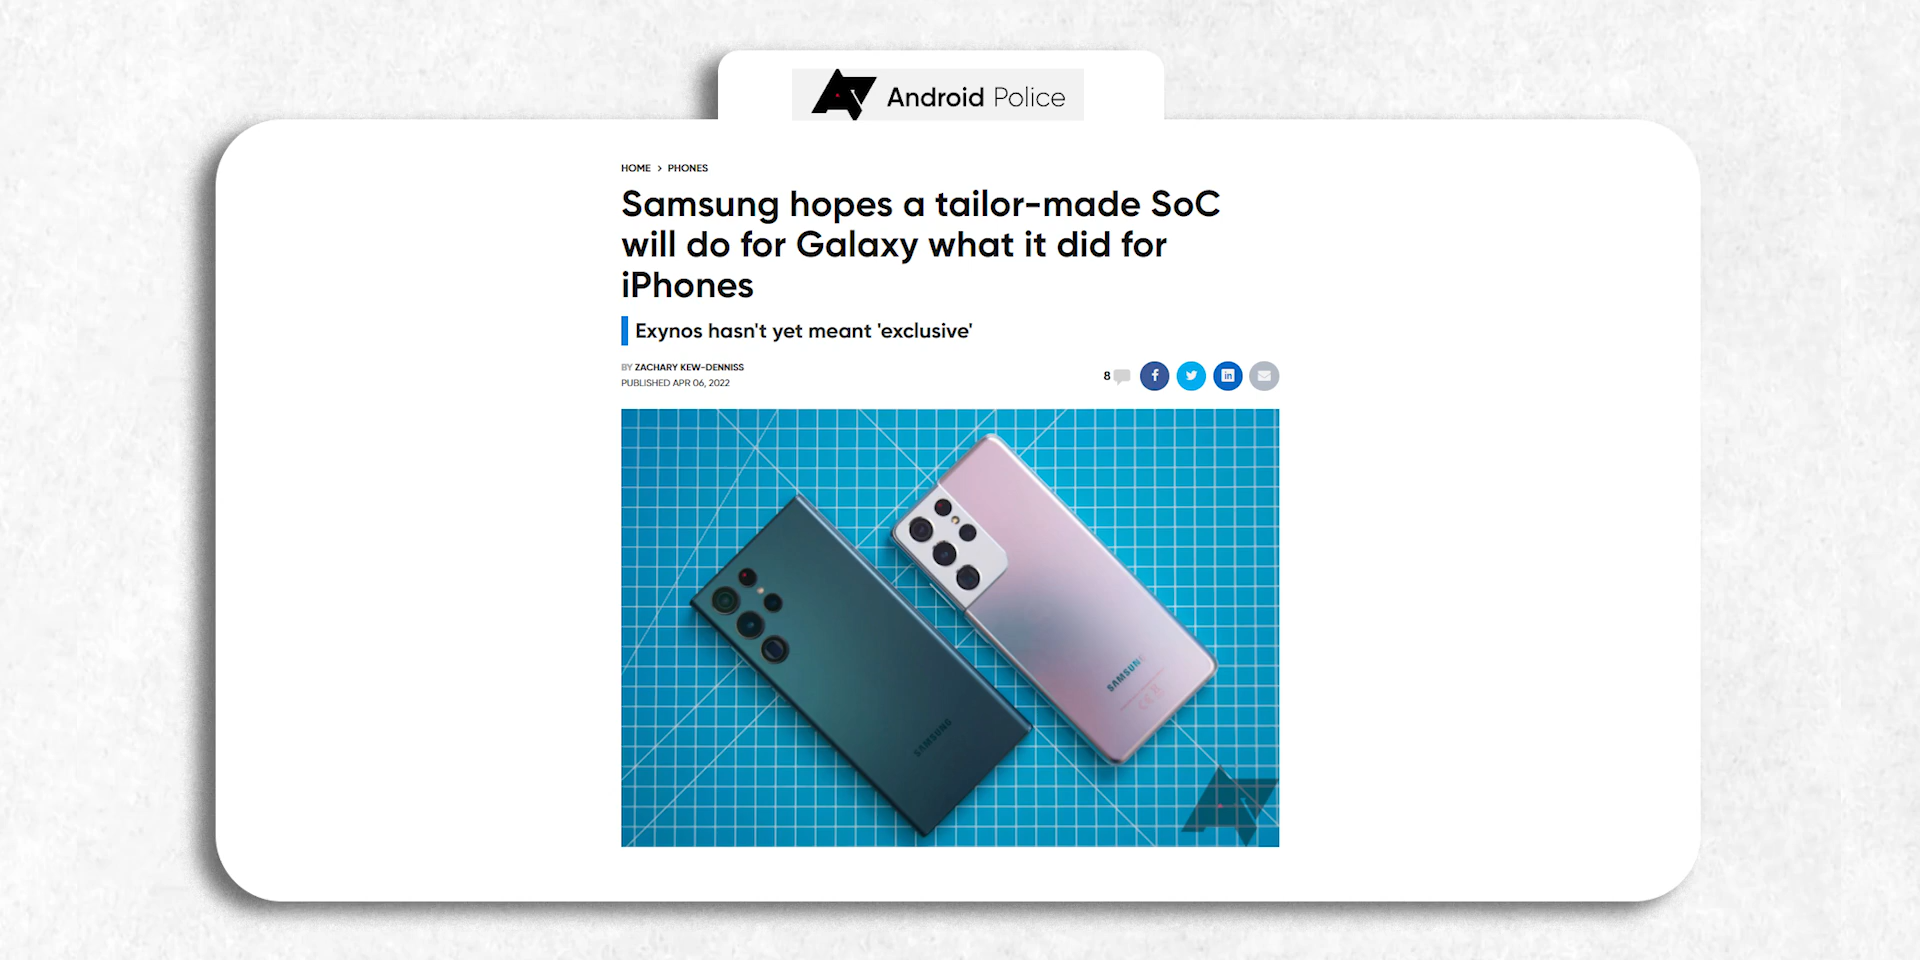 Android Police
HOME > PHONES
Samsung hopes a tailor-made SoC
will do for Galaxy what it did for
iPhones
Exynos hasn't yet meant 'exclusive'
BY ZACHARY KEW-DENNISS
PUBLISHED APR 06, 2022
8
SAMSUNG
SAMSUNG